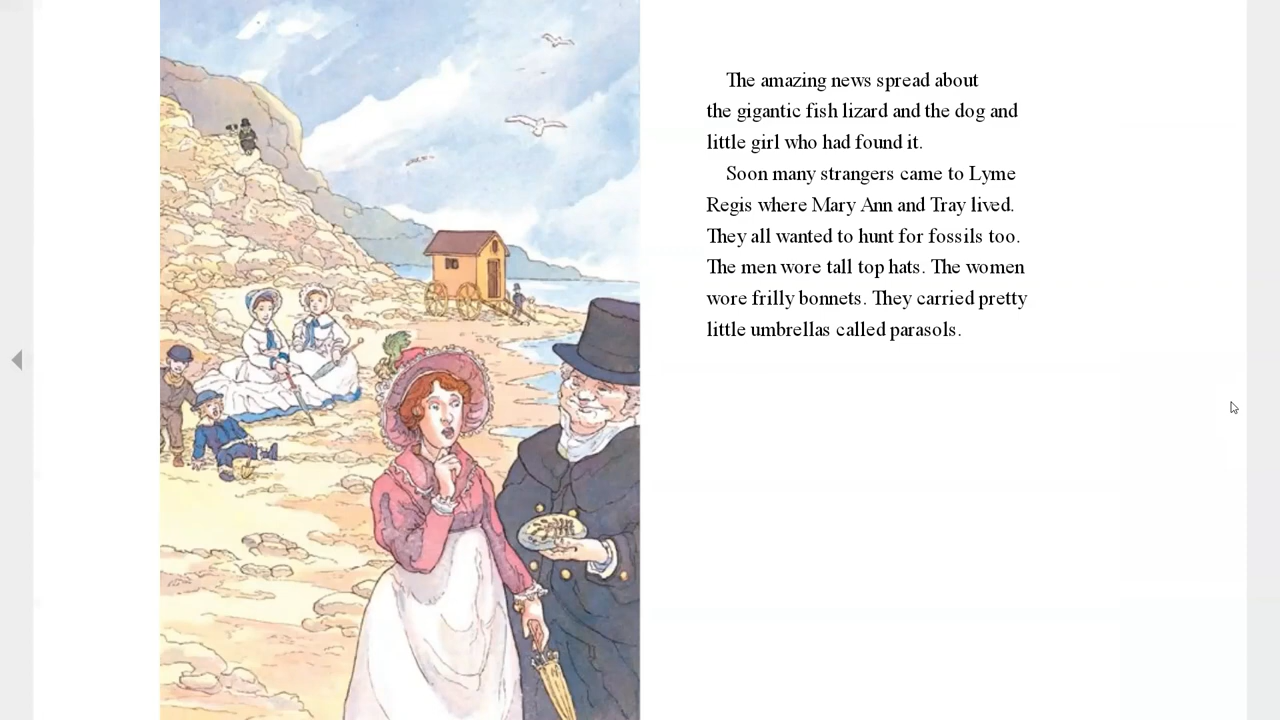 The amazing news spread about
the gigantic fish lizard and the dog and
little girl who had found it.
Soon many strangers came to Lyme
Regis where Mary Ann and Tray lived.
They all wanted to hunt for fossils too.
The men wore tall top hats. The women
wore frilly bonnets. They carried pretty
little umbrellas called parasols.